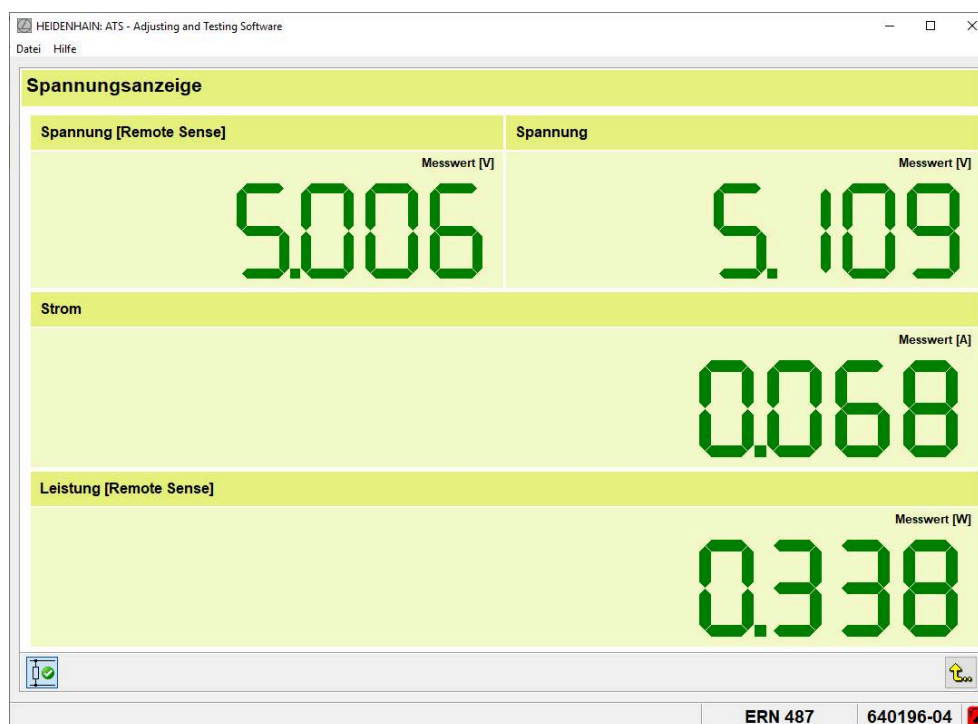 HEIDENHAIN: ATS - Adjusting and Testing Software
Datei Hilfe
Spannungsanzeige
Spannung [Remote Sense]
Messwert [V]
5.006
Spannung
Messwert [V]
5.109
Strom
Messwert [A]
0.068
Leistung [Remote Sense]
Messwert [W]
0.338
ERN 487 640196-04